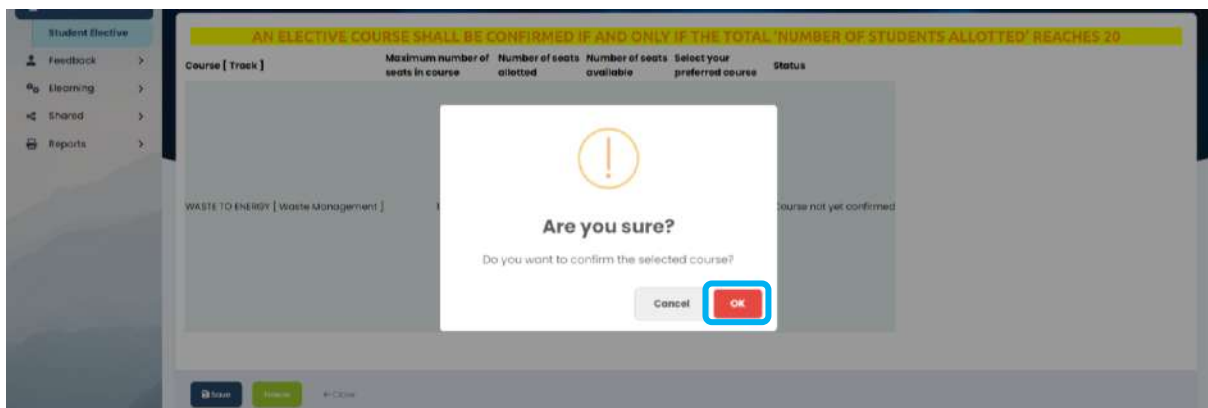 Student Elective
AN ELECTIVE COURSE SHALL BE CONFIRMED IF AND ONLY IF THE TOTAL 'NUMBER OF STUDENTS ALLOTTED' REACHES 20
Feedback
Elearning
Shared
Reports
Course [ Track ]
Maximum number of
seats in course
Number of seats
allotted
Number of seats
available
Select your
preferred course
Status
WASTE TO ENERGY [ Waste Management ]
Course not yet confirmed
Are you sure?
Do you want to confirm the selected course?
Cancel
OK
Save
Close